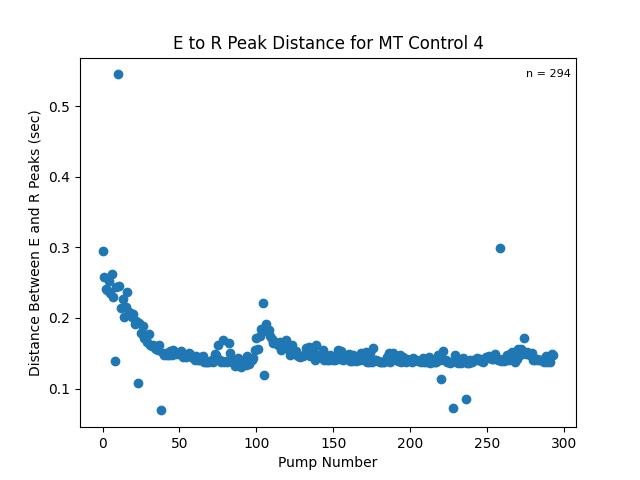 E to R Peak Distance for MT Control 4
n = 294
0.5
0.4
0.3
0.2
0.1
Distance Between E and R Peaks (sec)
0 50 100 150 200 250 300
Pump Number